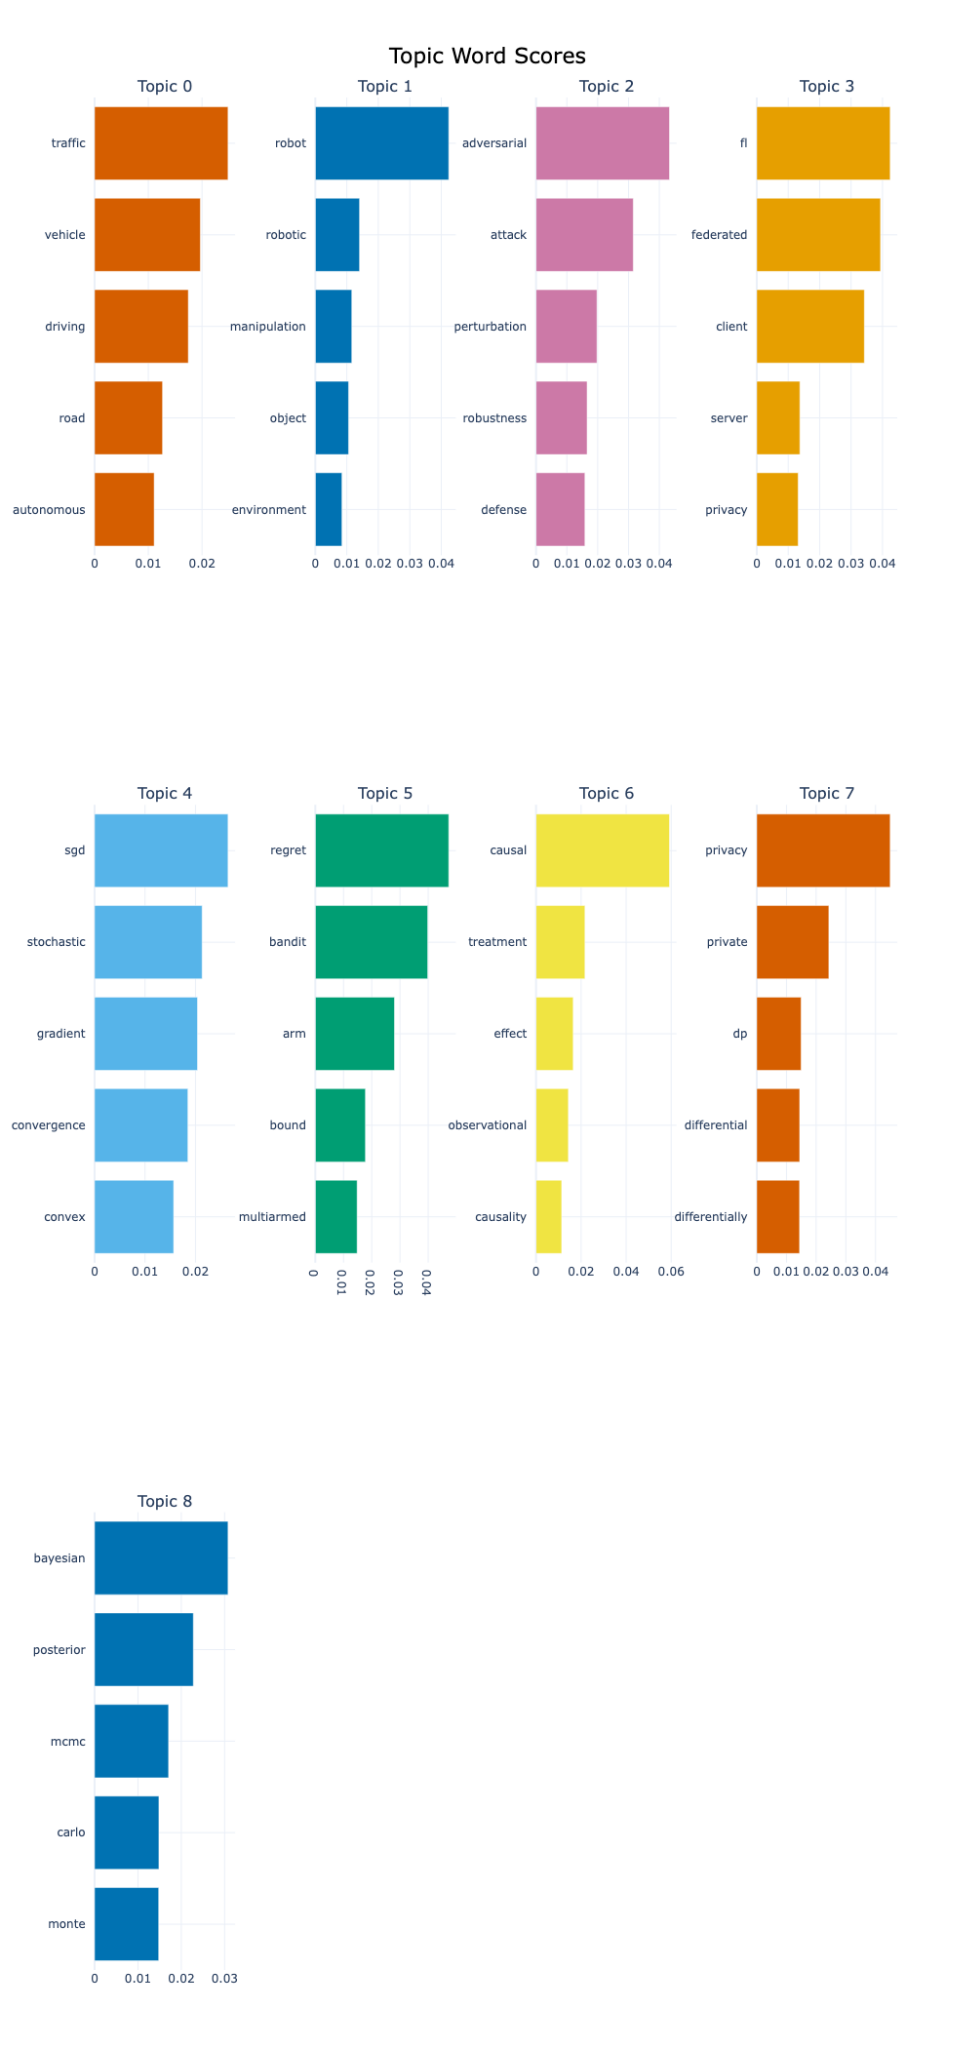 Topic Word Scores
Topic 0
Topic 1
Topic 2
Topic 3
traffic
vehicle
driving
road
autonomous
0 0.01 0.02
robot
robotic
manipulation
object
environment
0 0.01 0.02 0.03 0.04
adversarial
attack
perturbation
robustness
defense
0 0.01 0.02 0.03 0.04
fl
federated
client
server
privacy
0 0.01 0.02 0.03 0.04
Topic 4
Topic 5
Topic 6
Topic 7
sgd
stochastic
gradient
convergence
convex
0 0.01 0.02
regret
bandit
arm
bound
multiarmed
0 0.01 0.02 0.03 0.04
causal
treatment
effect
observational
causality
0 0.02 0.04 0.06
privacy
private
dp
differential
differentially
0 0.01 0.02 0.03 0.04
Topic 8
bayesian
posterior
mcmc
carlo
monte
0 0.01 0.02 0.03